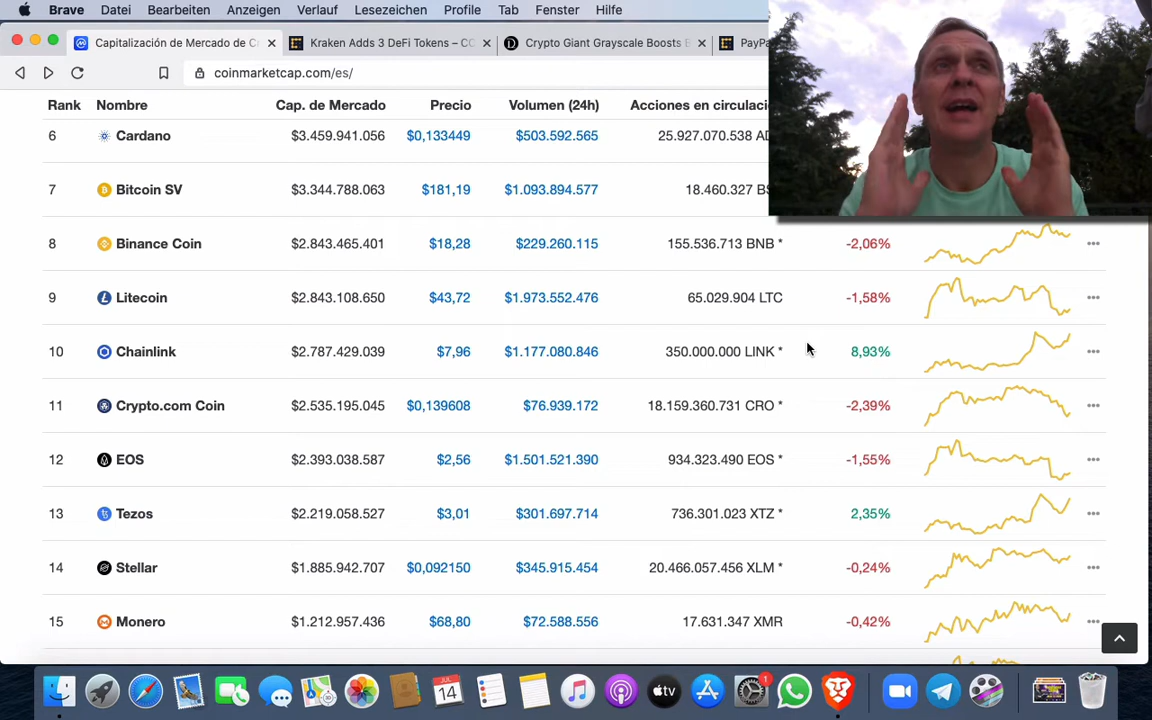 Brave Datei Bearbeiten Anzeigen Verlauf Lesezeichen Profile Tab Fenster Hilfe
Capitalización de Mercado de C Kraken Adds 3 DeFi Tokens – CC Crypto Giant Grayscale Boosts E PayPa
coinmarketcap.com/es/
Rank Nombre Cap. de Mercado Precio Volumen (24h) Acciones en circulaci
6 Cardano $3.459.941.056 $0,133449 $503.592.565 25.927.070.538 AD
7 Bitcoin SV $3.344.788.063 $181,19 $1.093.894.577 18.460.327 BS
8 Binance Coin $2.843.465.401 $18,28 $229.260.115 155.536.713 BNB * -2,06%
9 Litecoin $2.843.108.650 $43,72 $1.973.552.476 65.029.904 LTC -1,58%
10 Chainlink $2.787.429.039 $7,96 $1.177.080.846 350.000.000 LINK * 8,93%
11 Crypto.com Coin $2.535.195.045 $0,139608 $76.939.172 18.159.360.731 CRO * -2,39%
12 EOS $2.393.038.587 $2,56 $1.501.521.390 934.323.490 EOS * -1,55%
13 Tezos $2.219.058.527 $3,01 $301.697.714 736.301.023 XTZ * 2,35%
14 Stellar $1.885.942.707 $0,092150 $345.915.454 20.466.057.456 XLM * -0,24%
15 Monero $1.212.957.436 $68,80 $72.588.556 17.631.347 XMR -0,42%
JUL
14
tv
1